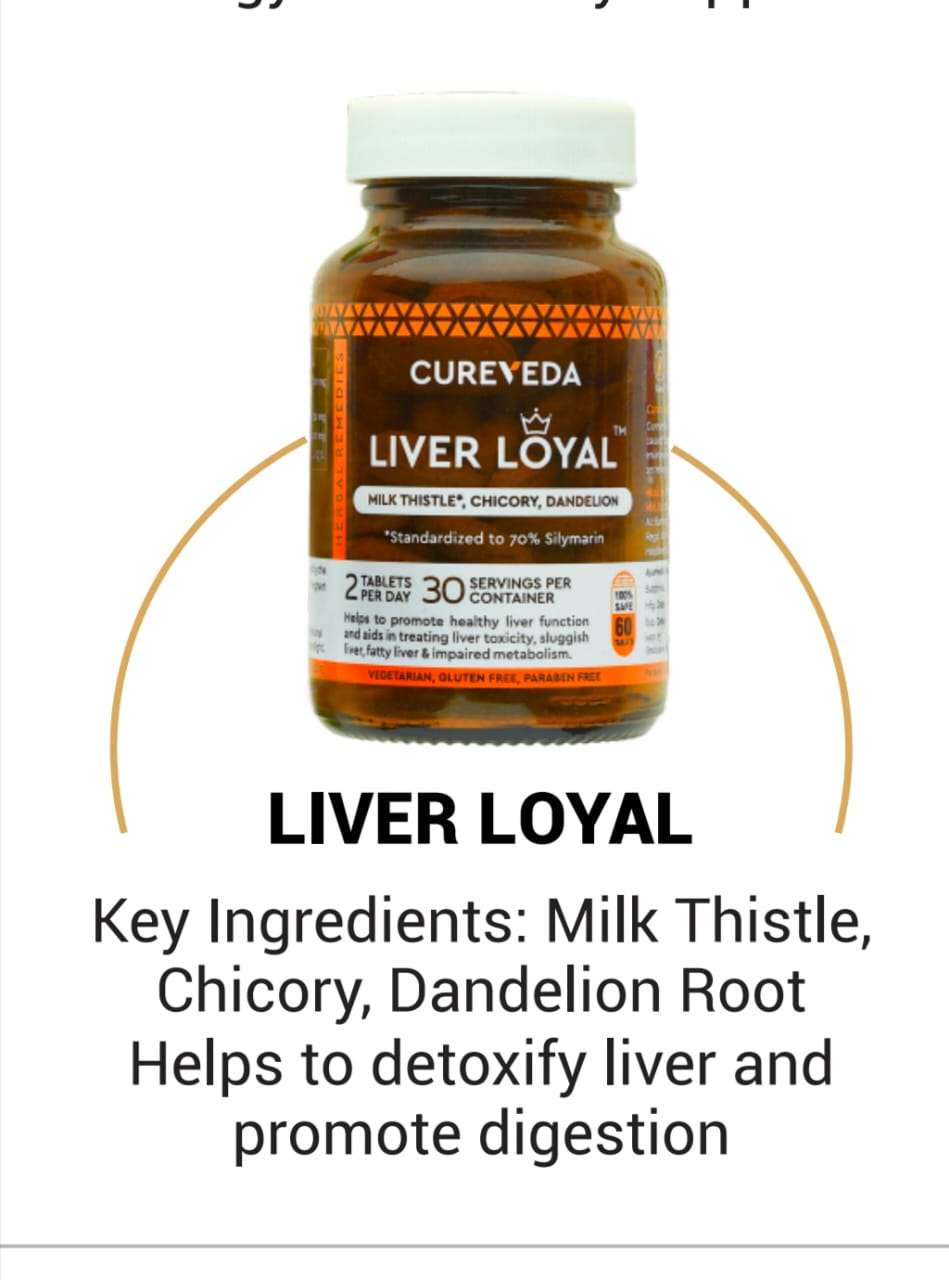 CUREVEDA
LIVER LOYAL™
MILK THISTLE*, CHICORY, DANDELION
*Standardized to 70% Silymarin
HERBAL REMEDIES
2 TABLETS PER DAY 30 SERVINGS PER CONTAINER
100% SAFE
60
Helps to promote healthy liver function
and aids in treating liver toxicity, sluggish
liver, fatty liver & impaired metabolism.
VEGETARIAN, GLUTEN FREE, PARABEN FREE
LIVER LOYAL
Key Ingredients: Milk Thistle,
Chicory, Dandelion Root
Helps to detoxify liver and
promote digestion